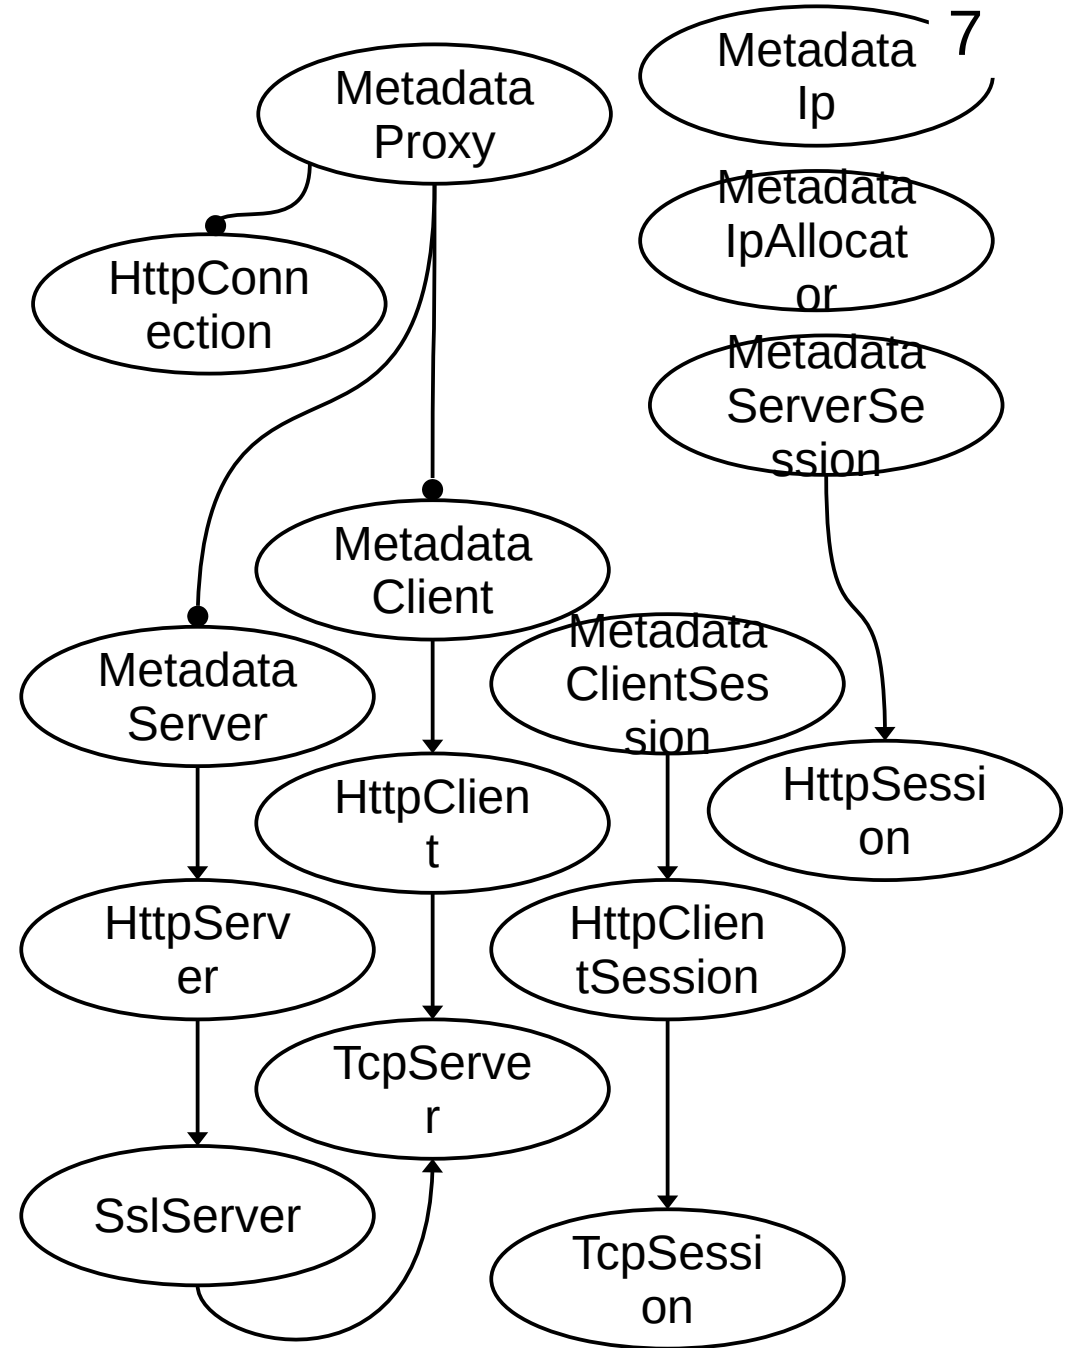 7
Metadata
Ip
Metadata
Proxy
Metadata
IpAllocat
or
HttpConn
ection
Metadata
ServerSe
ssion
Metadata
Client
Metadata
ClientSes
sion
Metadata
Server
HttpClien
t
HttpSessi
on
HttpServ
er
HttpClien
tSession
TcpServe
r
SslServer
TcpSessi
on